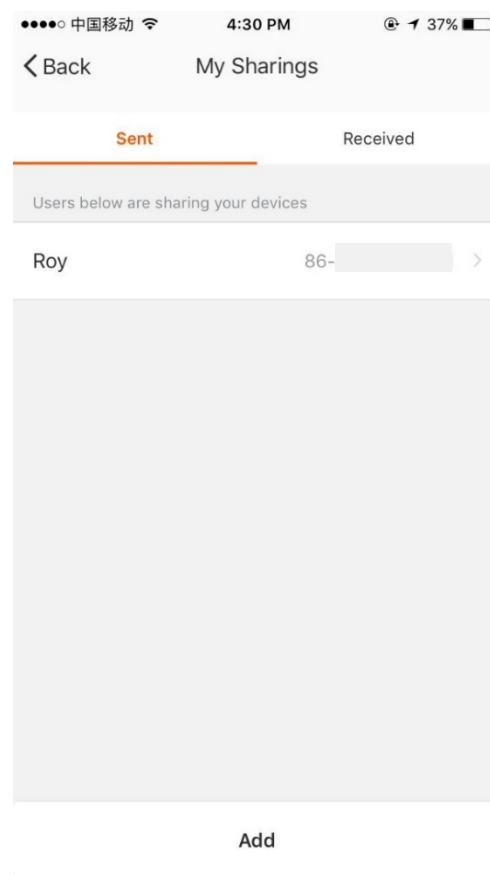 中国移动 4:30 PM 37%
Back My Sharings
Sent Received
Users below are sharing your devices
Roy 86-
Add